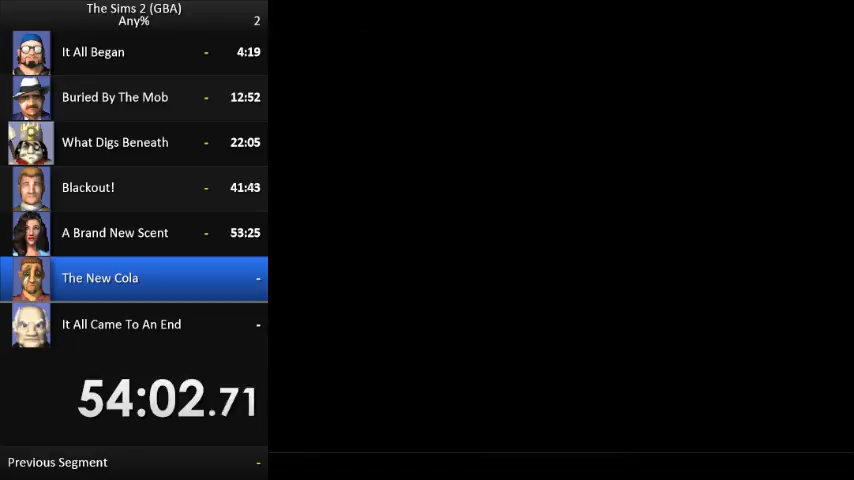 The Sims 2 (GBA)
Any% 2
It All Began - 4:19
Buried By The Mob - 12:52
What Digs Beneath - 22:05
Blackout! - 41:43
A Brand New Scent - 53:25
The New Cola -
It All Came To An End -
54:02.71
Previous Segment -